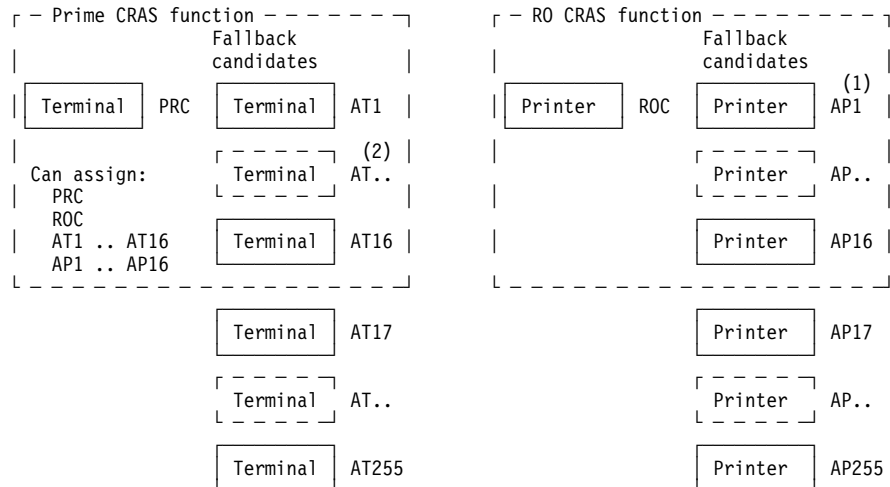 Prime CRAS function RO CRAS function
Fallback Fallback
candidates candidates
(1)
Terminal PRC Terminal AT1 Printer ROC Printer AP1
(2)
Can assign: Terminal AT.. Printer AP..
PRC
ROC
AT1 .. AT16 Terminal AT16 Printer AP16
AP1 .. AP16
Terminal AT17 Printer AP17
Terminal AT.. Printer AP..
Terminal AT255 Printer AP255